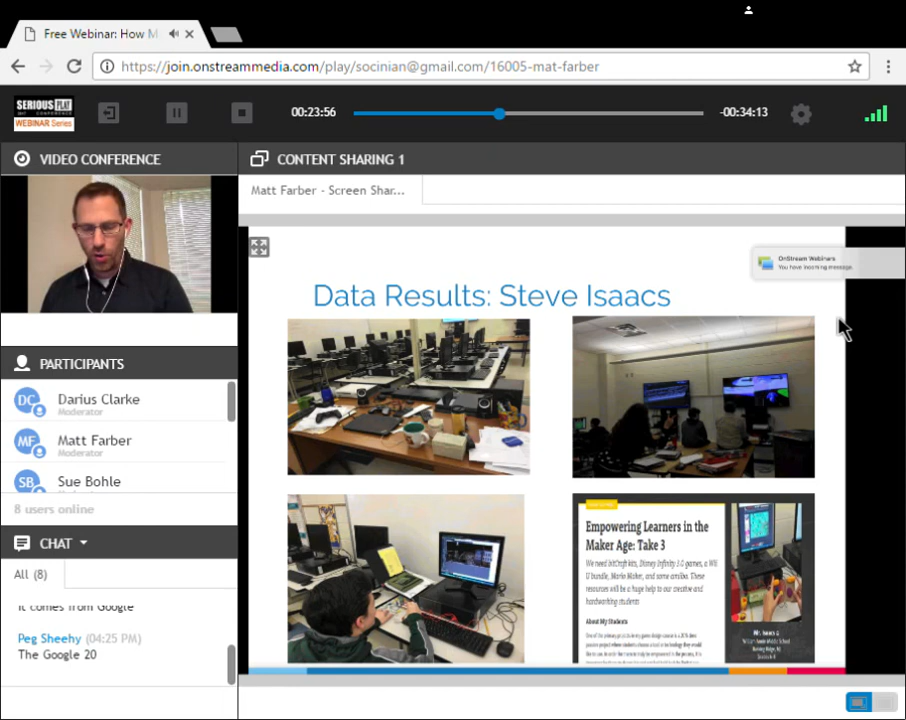 Free Webinar: How M
https://join.onstreammedia.com/play/socinian@gmail.com/16005-mat-farber
SERIOUS PLAY
CONFERENCE
WEBINAR Series
00:23:56
-00:34:13
VIDEO CONFERENCE
CONTENT SHARING 1
Matt Farber - Screen Shar...
OnStream Webinars
You have incoming message.
Data Results: Steve Isaacs
PARTICIPANTS
DC
Darius Clarke
Moderator
MF
Matt Farber
Moderator
SB
Sue Bohle
8 users online
CHAT
All (8)
It comes from Google
Peg Sheehy (04:25 PM)
The Google 20
Empowering Learners in the
Maker Age: Take 3
We need bitCraft kits, Disney Infinity 3.0 games, a Wii
U bundle, Mario Maker, and some amiibo. These
resources will be a huge help to our creative and
hardworking students
About My Students
Mr. Isaacs